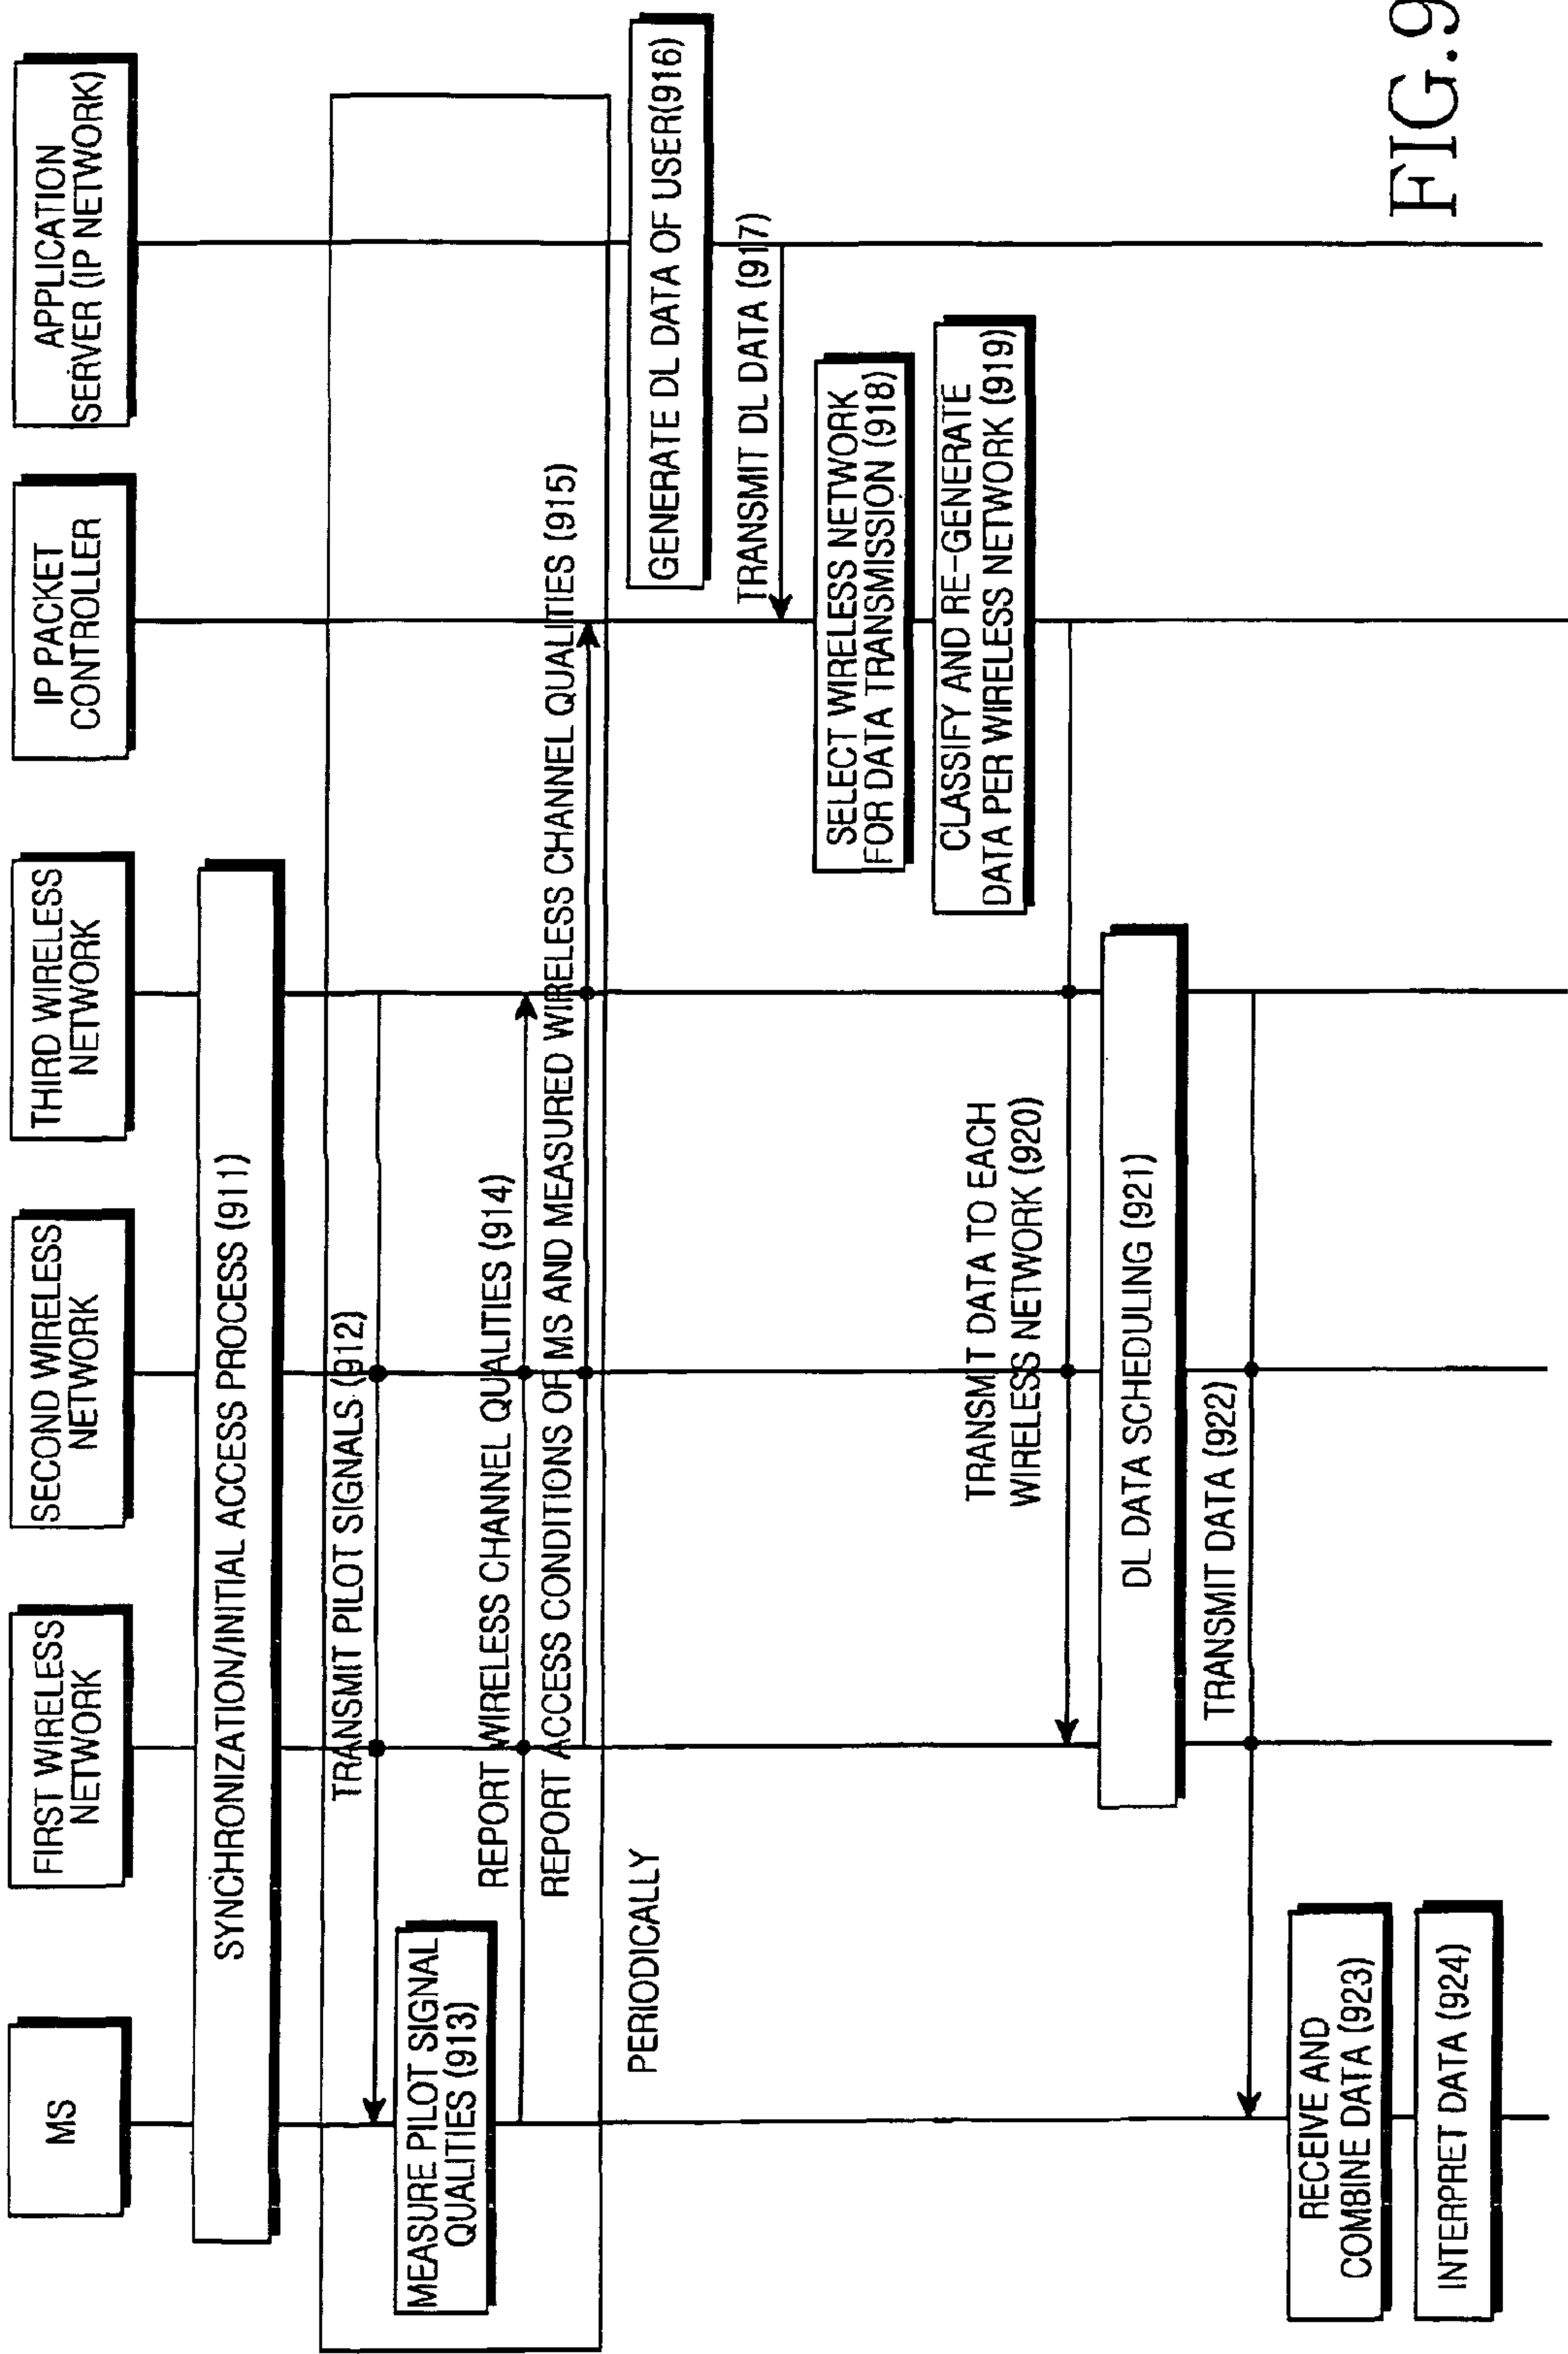 MS
FIRST WIRELESS
NETWORK
SECOND WIRELESS
NETWORK
THIRD WIRELESS
NETWORK
IP PACKET
CONTROLLER
APPLICATION
SERVER (IP NETWORK)
SYNCHRONIZATION/INITIAL ACCESS PROCESS (911)
TRANSMIT PILOT SIGNALS (912)
MEASURE PILOT SIGNAL
QUALITIES (913)
REPORT WIRELESS CHANNEL QUALITIES (914)
REPORT ACCESS CONDITIONS OF MS AND MEASURED WIRELESS CHANNEL QUALITIES (915)
PERIODICALLY
GENERATE DL DATA OF USER(916)
TRANSMIT DL DATA (917)
SELECT WIRELESS NETWORK
FOR DATA TRANSMISSION (918)
CLASSIFY AND RE-GENERATE
DATA PER WIRELESS NETWORK (919)
TRANSMIT DATA TO EACH
WIRELESS NETWORK (920)
DL DATA SCHEDULING (921)
TRANSMIT DATA (922)
RECEIVE AND
COMBINE DATA (923)
INTERPRET DATA (924)
FIG.9